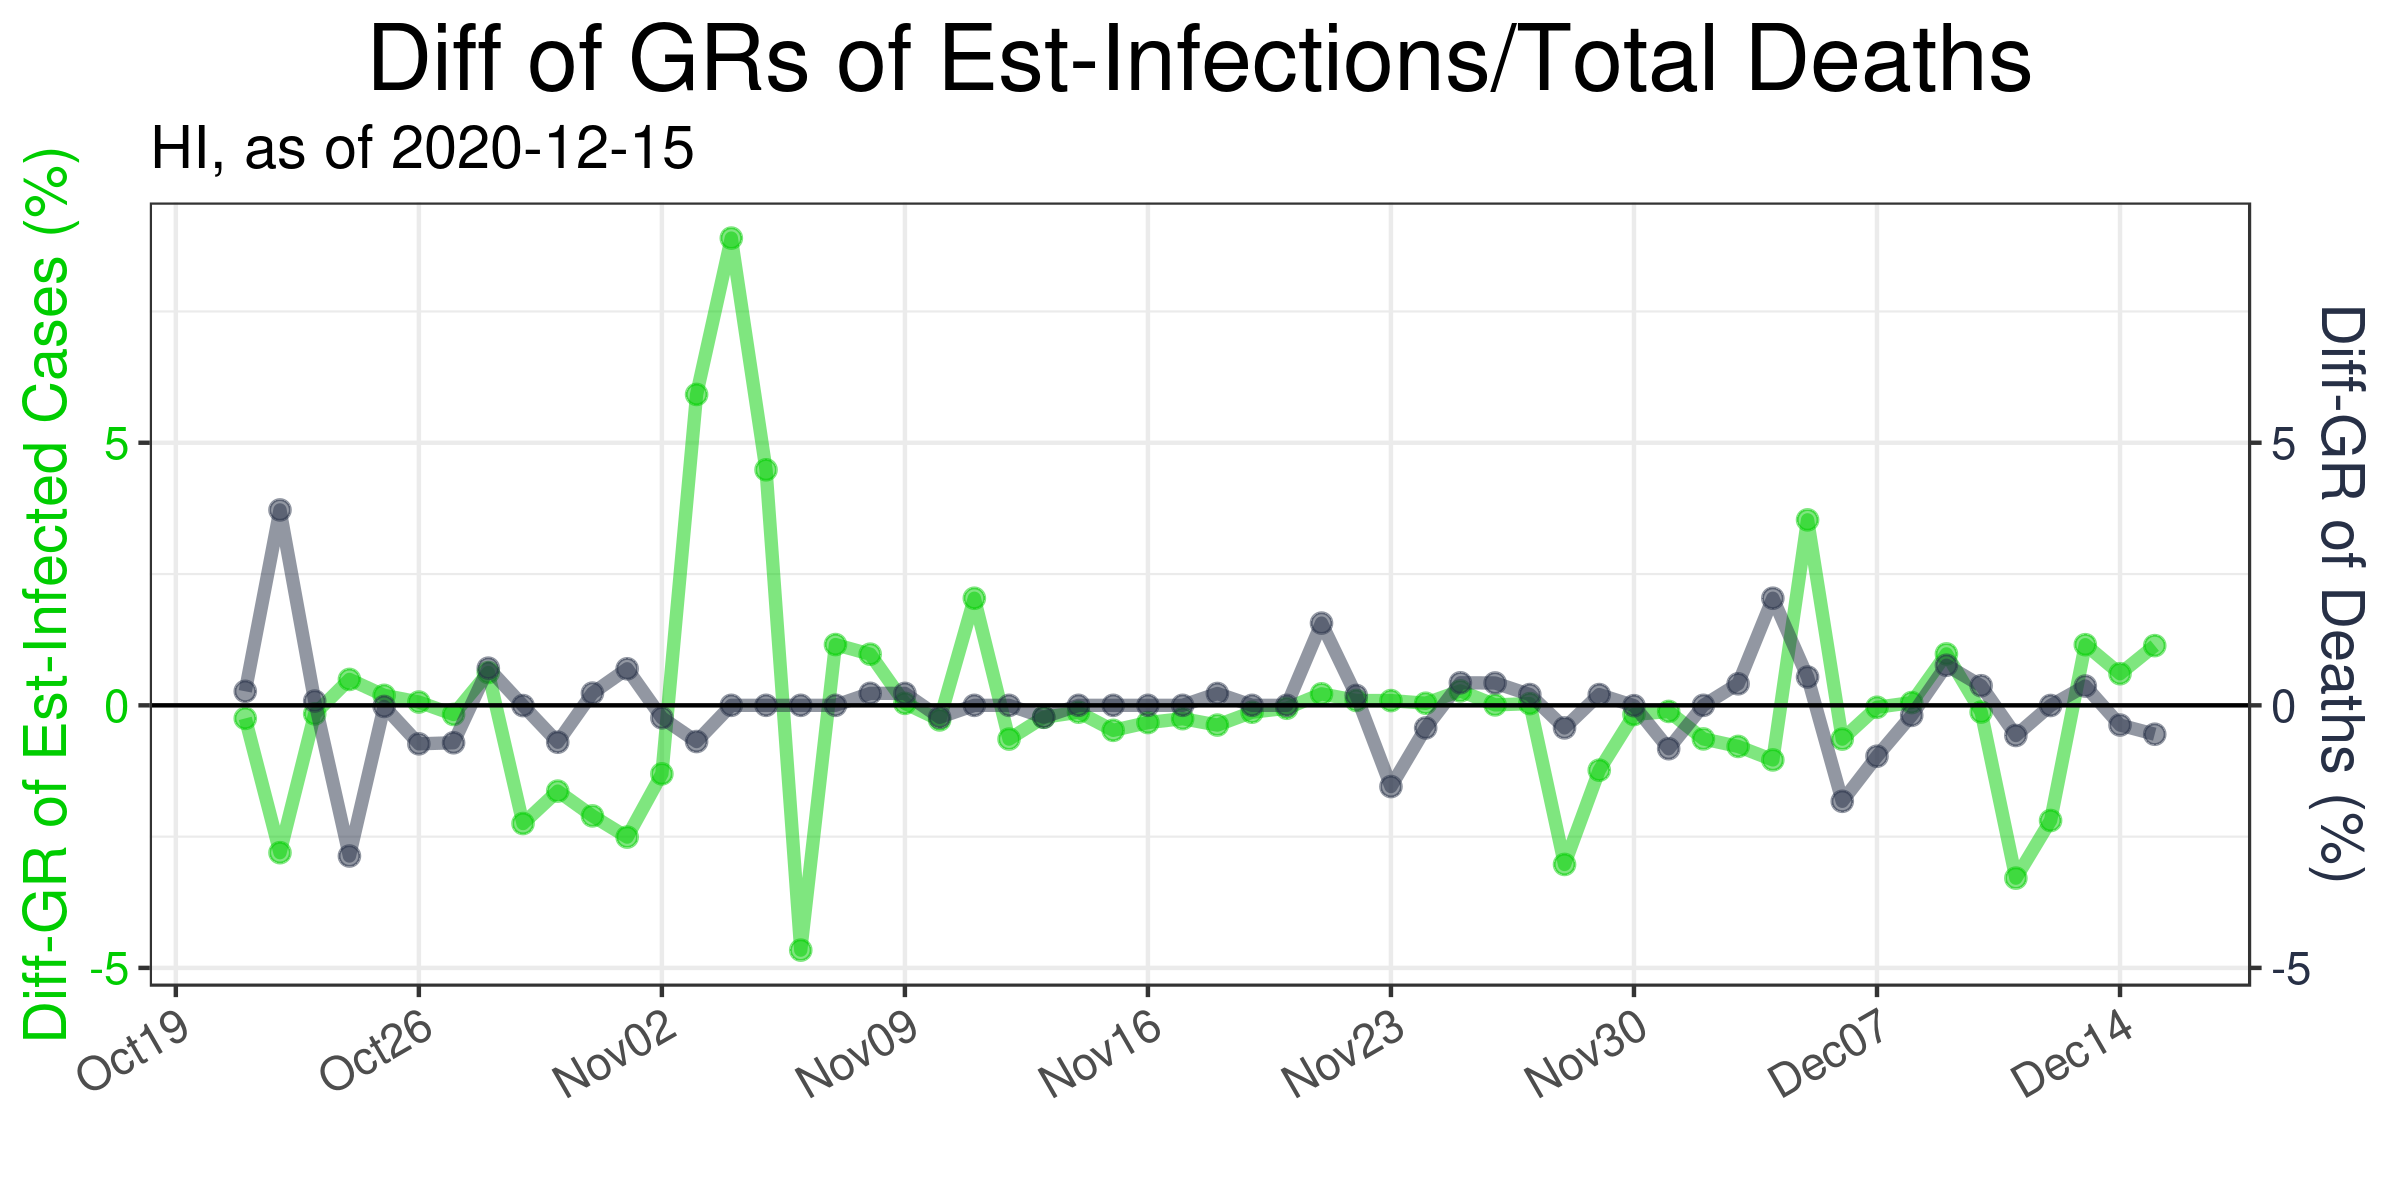 Diff of GRs of Est-Infections/Total Deaths
HI, as of 2020-12-15
Diff-GR of Est-Infected Cases (%)
5
0
-5
5
0
-5
Diff-GR of Deaths (%)
Oct19
Oct26
Nov02
Nov09
Nov16
Nov23
Nov30
Dec07
Dec14